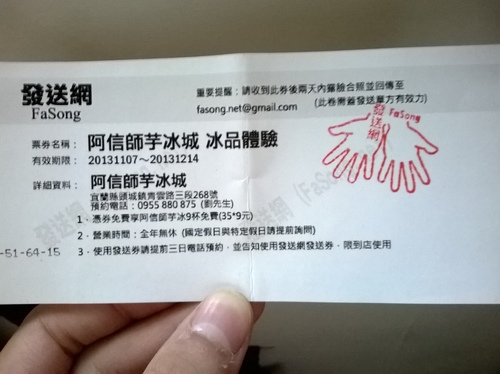 發送網
FaSong
重要提醒：請收到此券後兩天內露臉合照並回傳至
fasong.net@gmail.com （此卷需蓋發送單方有效力）
發送網 FaSong
票券名稱： 阿信師芋冰城 冰品體驗
有效期限： 20131107～20131214
詳細資料： 阿信師芋冰城
宜蘭縣頭城鎮青雲路三段268號
預約電話：0955 880 875 (劉先生)
1、憑券免費享阿信師芋冰9杯免費(35*9元)
2、營業時間：全年無休 (國定假日與特定假日請提前詢問)
3、使用發送券請提前三日電話預約，並告知使用發送網發送券，限到店使用
-51-64-15